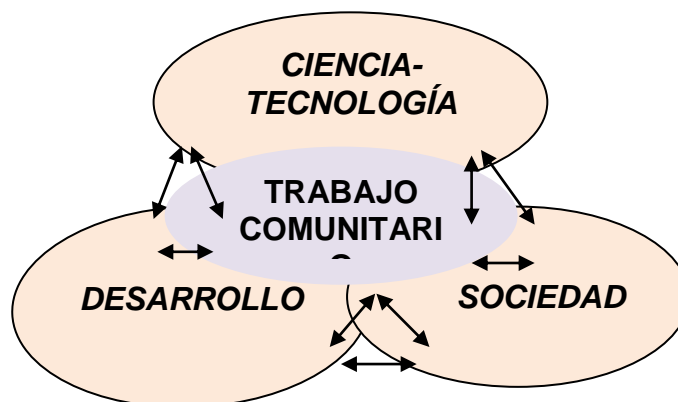 CIENCIA-
TECNOLOGÍA
TRABAJO
COMUNITARI
DESARROLLO
SOCIEDAD